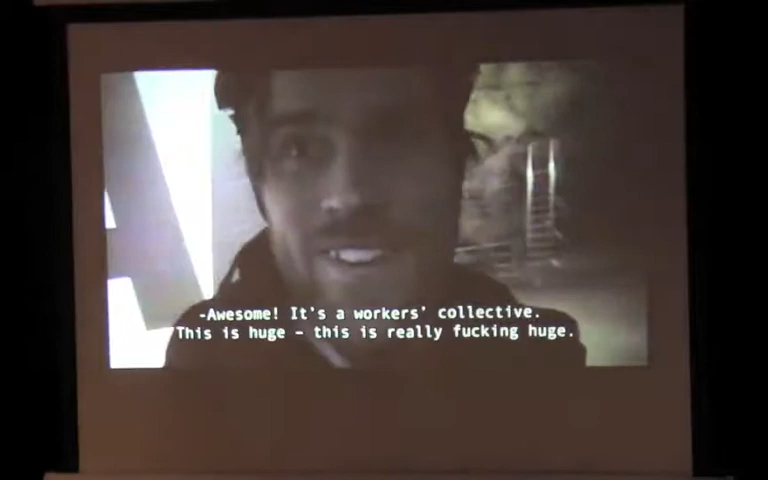 -Awesome! It's a workers' collective.
This is huge - this is really fucking huge.